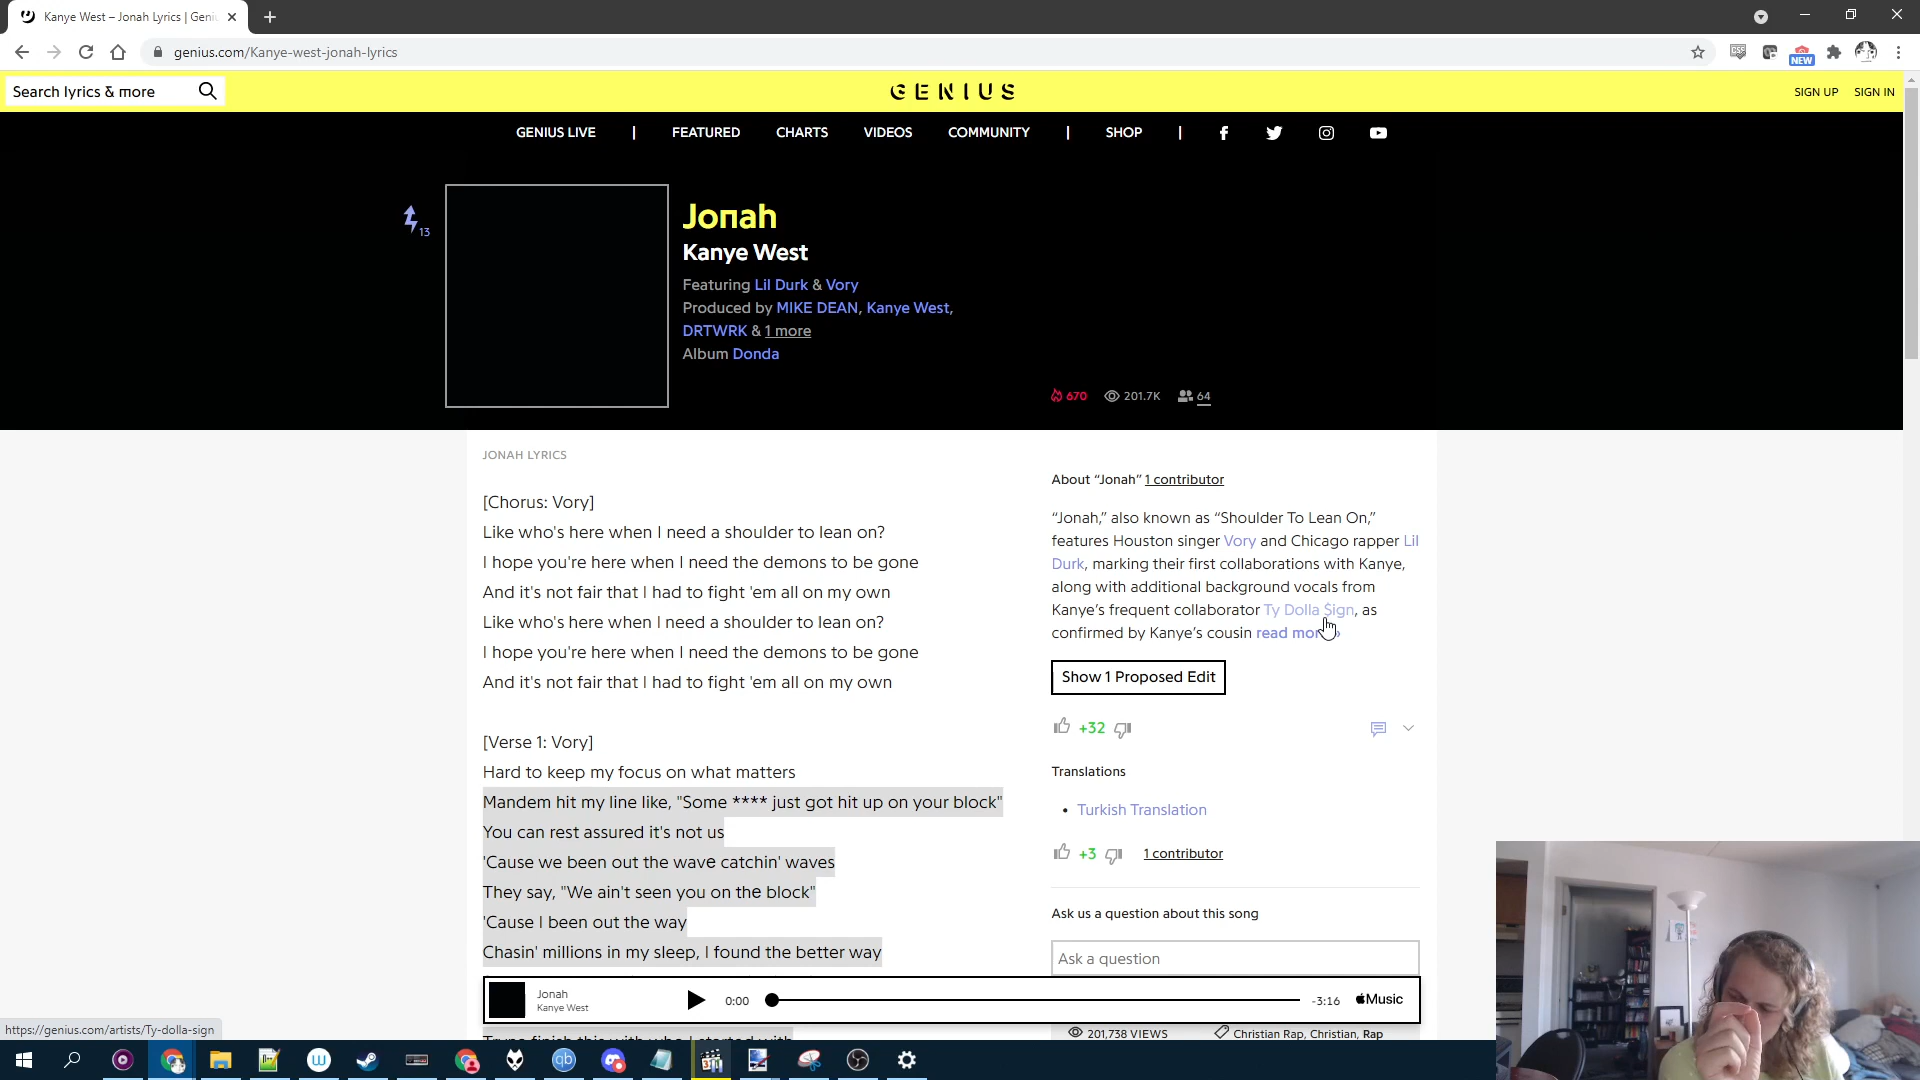 Kanye West – Jonah Lyrics | Geni
genius.com/Kanye-west-jonah-lyrics
NEW
Search lyrics & more
GENIUS
SIGN UP SIGN IN
GENIUS LIVE | FEATURED CHARTS VIDEOS COMMUNITY | SHOP |
13
Jonah
Kanye West
Featuring Lil Durk & Vory
Produced by MIKE DEAN, Kanye West,
DRTWRK & 1 more
Album Donda
670 201.7K 64
JONAH LYRICS
[Chorus: Vory]
Like who's here when I need a shoulder to lean on?
I hope you're here when I need the demons to be gone
And it's not fair that I had to fight 'em all on my own
Like who's here when I need a shoulder to lean on?
I hope you're here when I need the demons to be gone
And it's not fair that I had to fight 'em all on my own
[Verse 1: Vory]
Hard to keep my focus on what matters
Mandem hit my line like, "Some **** just got hit up on your block"
You can rest assured it's not us
'Cause we been out the wave catchin' waves
They say, "We ain't seen you on the block"
'Cause I been out the way
Chasin' millions in my sleep, I found the better way
About “Jonah” 1 contributor
“Jonah,” also known as “Shoulder To Lean On,”
features Houston singer Vory and Chicago rapper Lil
Durk, marking their first collaborations with Kanye,
along with additional background vocals from
Kanye’s frequent collaborator Ty Dolla $ign, as
confirmed by Kanye’s cousin read more »
Show 1 Proposed Edit
+32
Translations
• Turkish Translation
+3 1 contributor
Ask us a question about this song
Ask a question
Jonah
Kanye West
0:00
-3:16
Music
201,738 VIEWS
Christian Rap, Christian, Rap
https://genius.com/artists/Ty-dolla-sign
qb